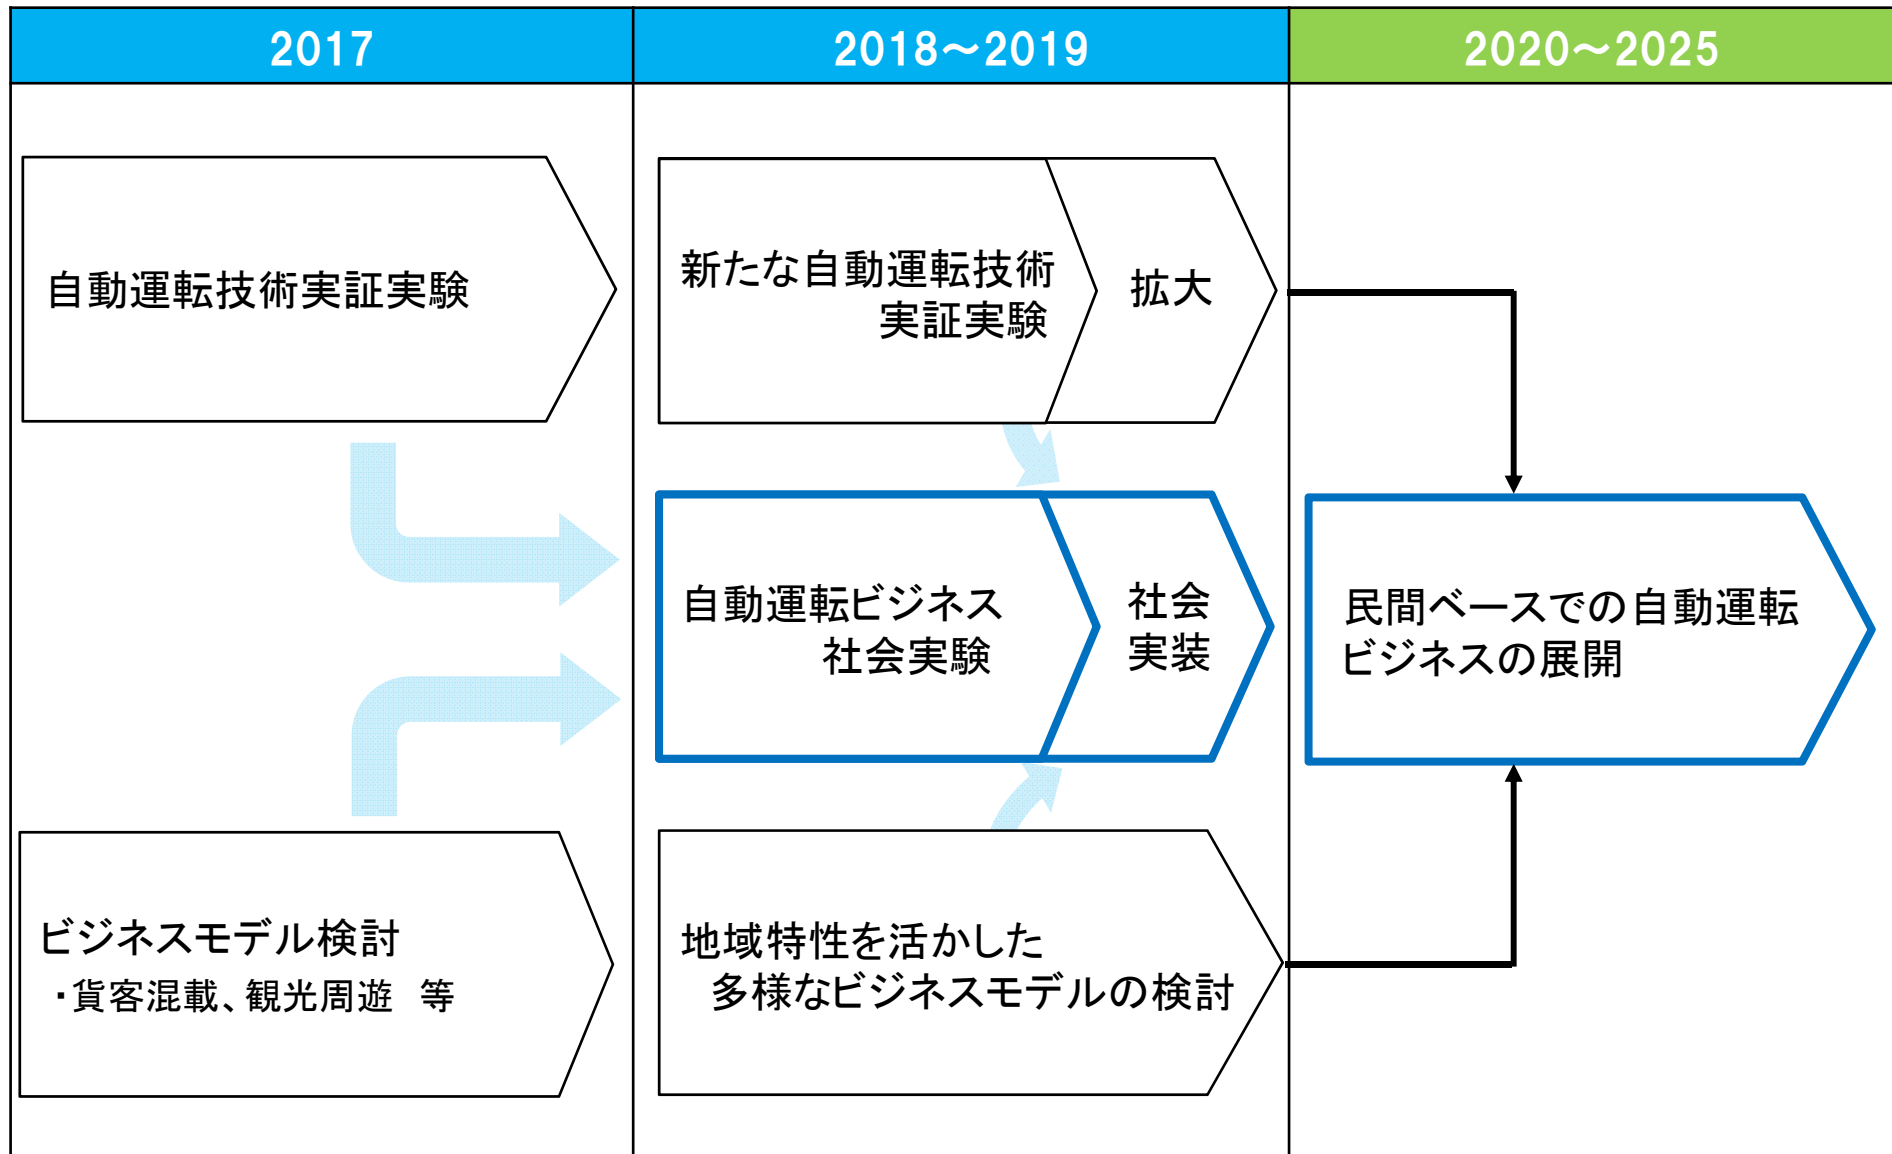 2017
2018～2019
2020～2025
自動運転技術実証実験
新たな自動運転技術
実証実験
拡大
自動運転ビジネス
社会実験
社会
実装
民間ベースでの自動運転
ビジネスの展開
ビジネスモデル検討
・貨客混載、観光周遊　等
地域特性を活かした
多様なビジネスモデルの検討